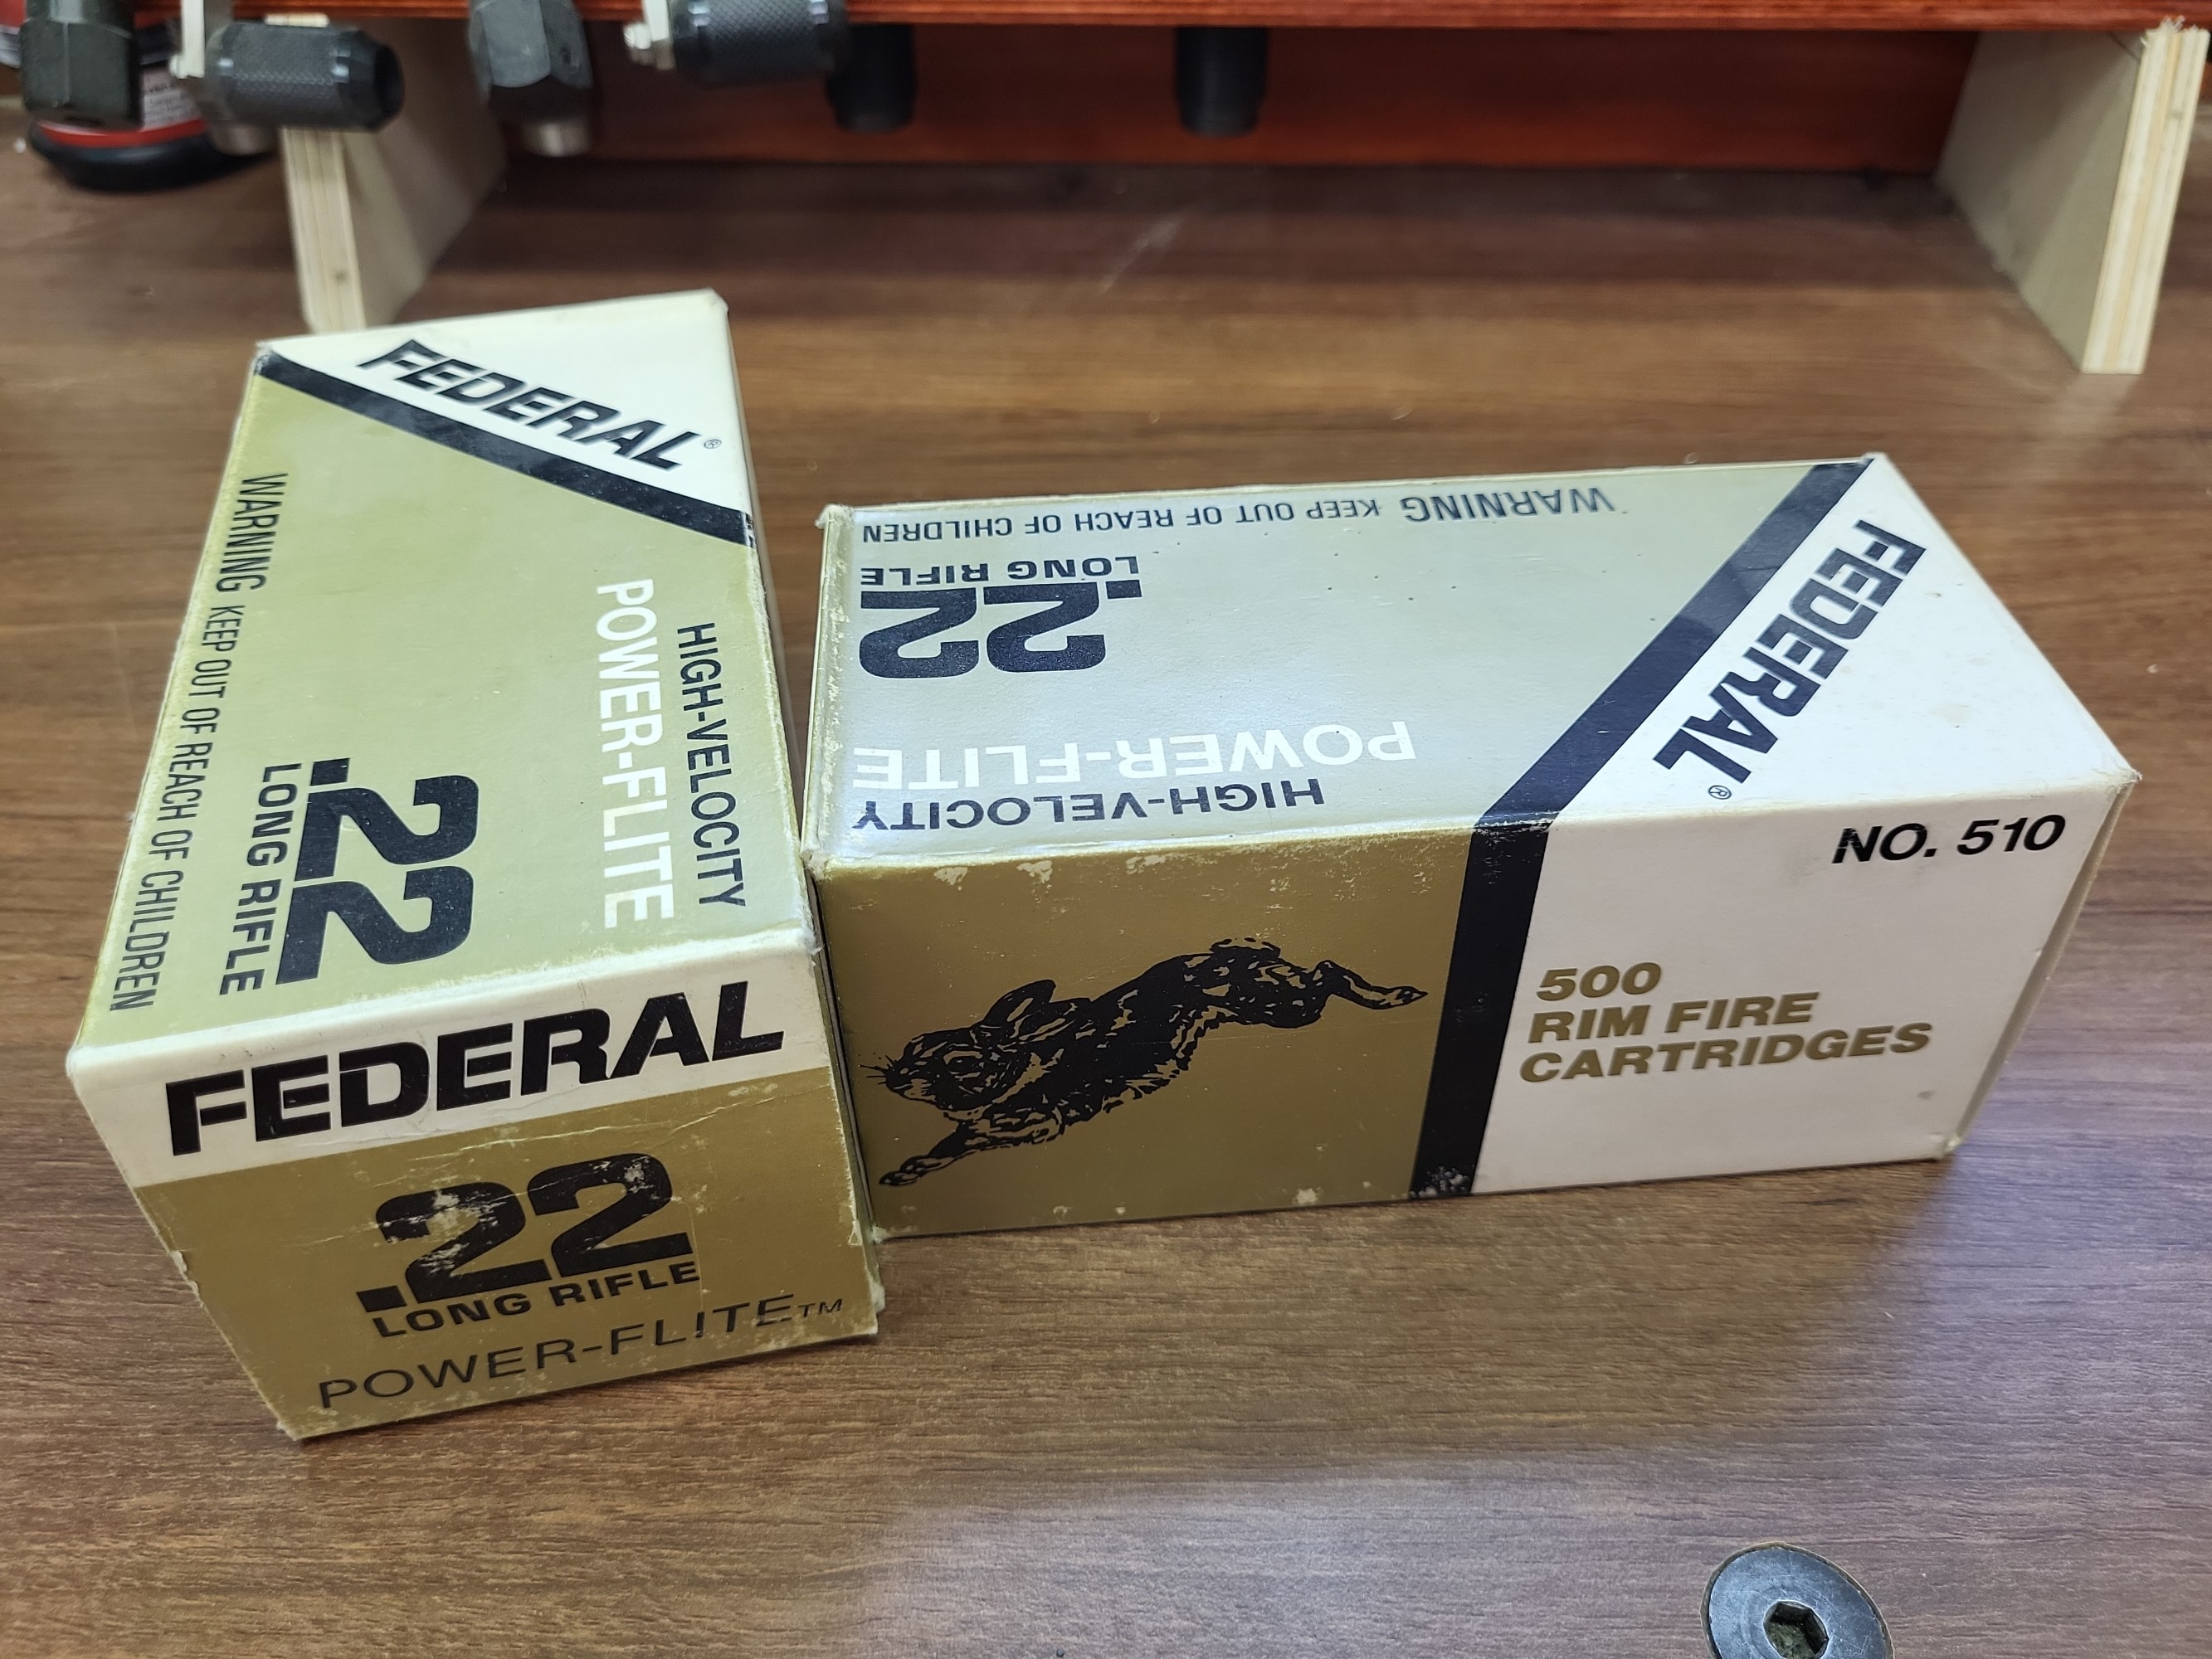 FEDERAL®
WARNING KEEP OUT OF REACH OF CHILDREN
.22
LONG RIFLE
POWER-FLITE
HIGH-VELOCITY
FEDERAL
.22
LONG RIFLE
POWER-FLITE™
WARNING KEEP OUT OF REACH OF CHILDREN
.22
LONG RIFLE
POWER-FLITE
HIGH-VELOCITY
FEDERAL®
NO. 510
500
RIM FIRE
CARTRIDGES